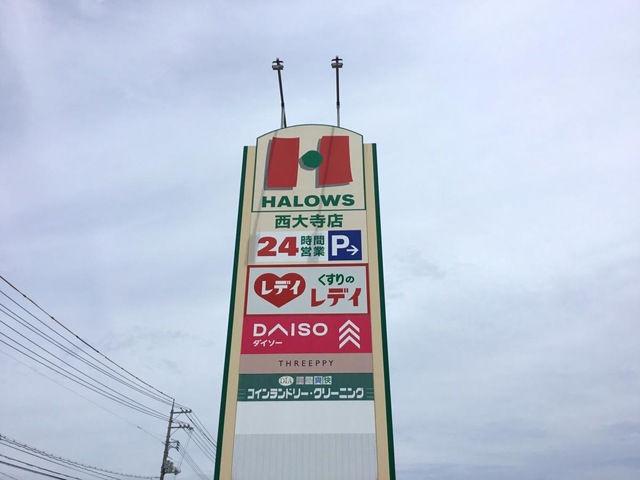 HALOWS
西大寺店
24時間営業 P→
レデイ
くすりの
レデイ
DAISO
ダイソー
THREEPPY
コインランドリー・クリーニング